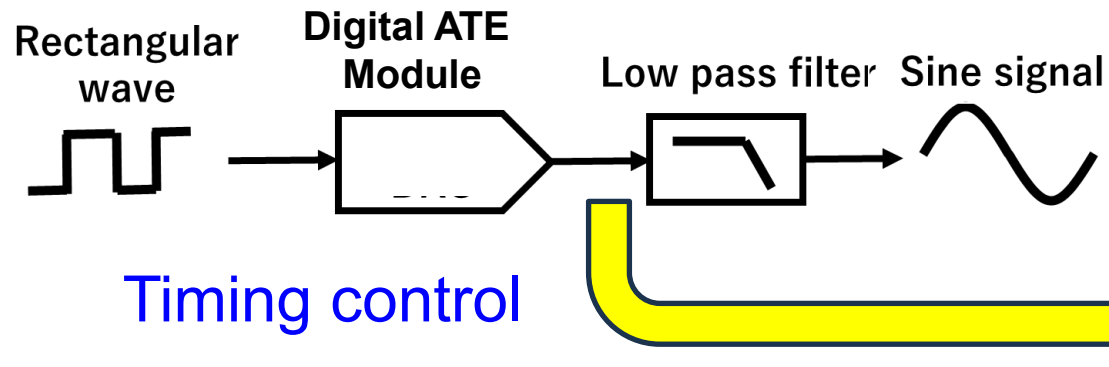 Rectangular
wave
Digital ATE
Module
Low pass filter
Sine signal
Timing control